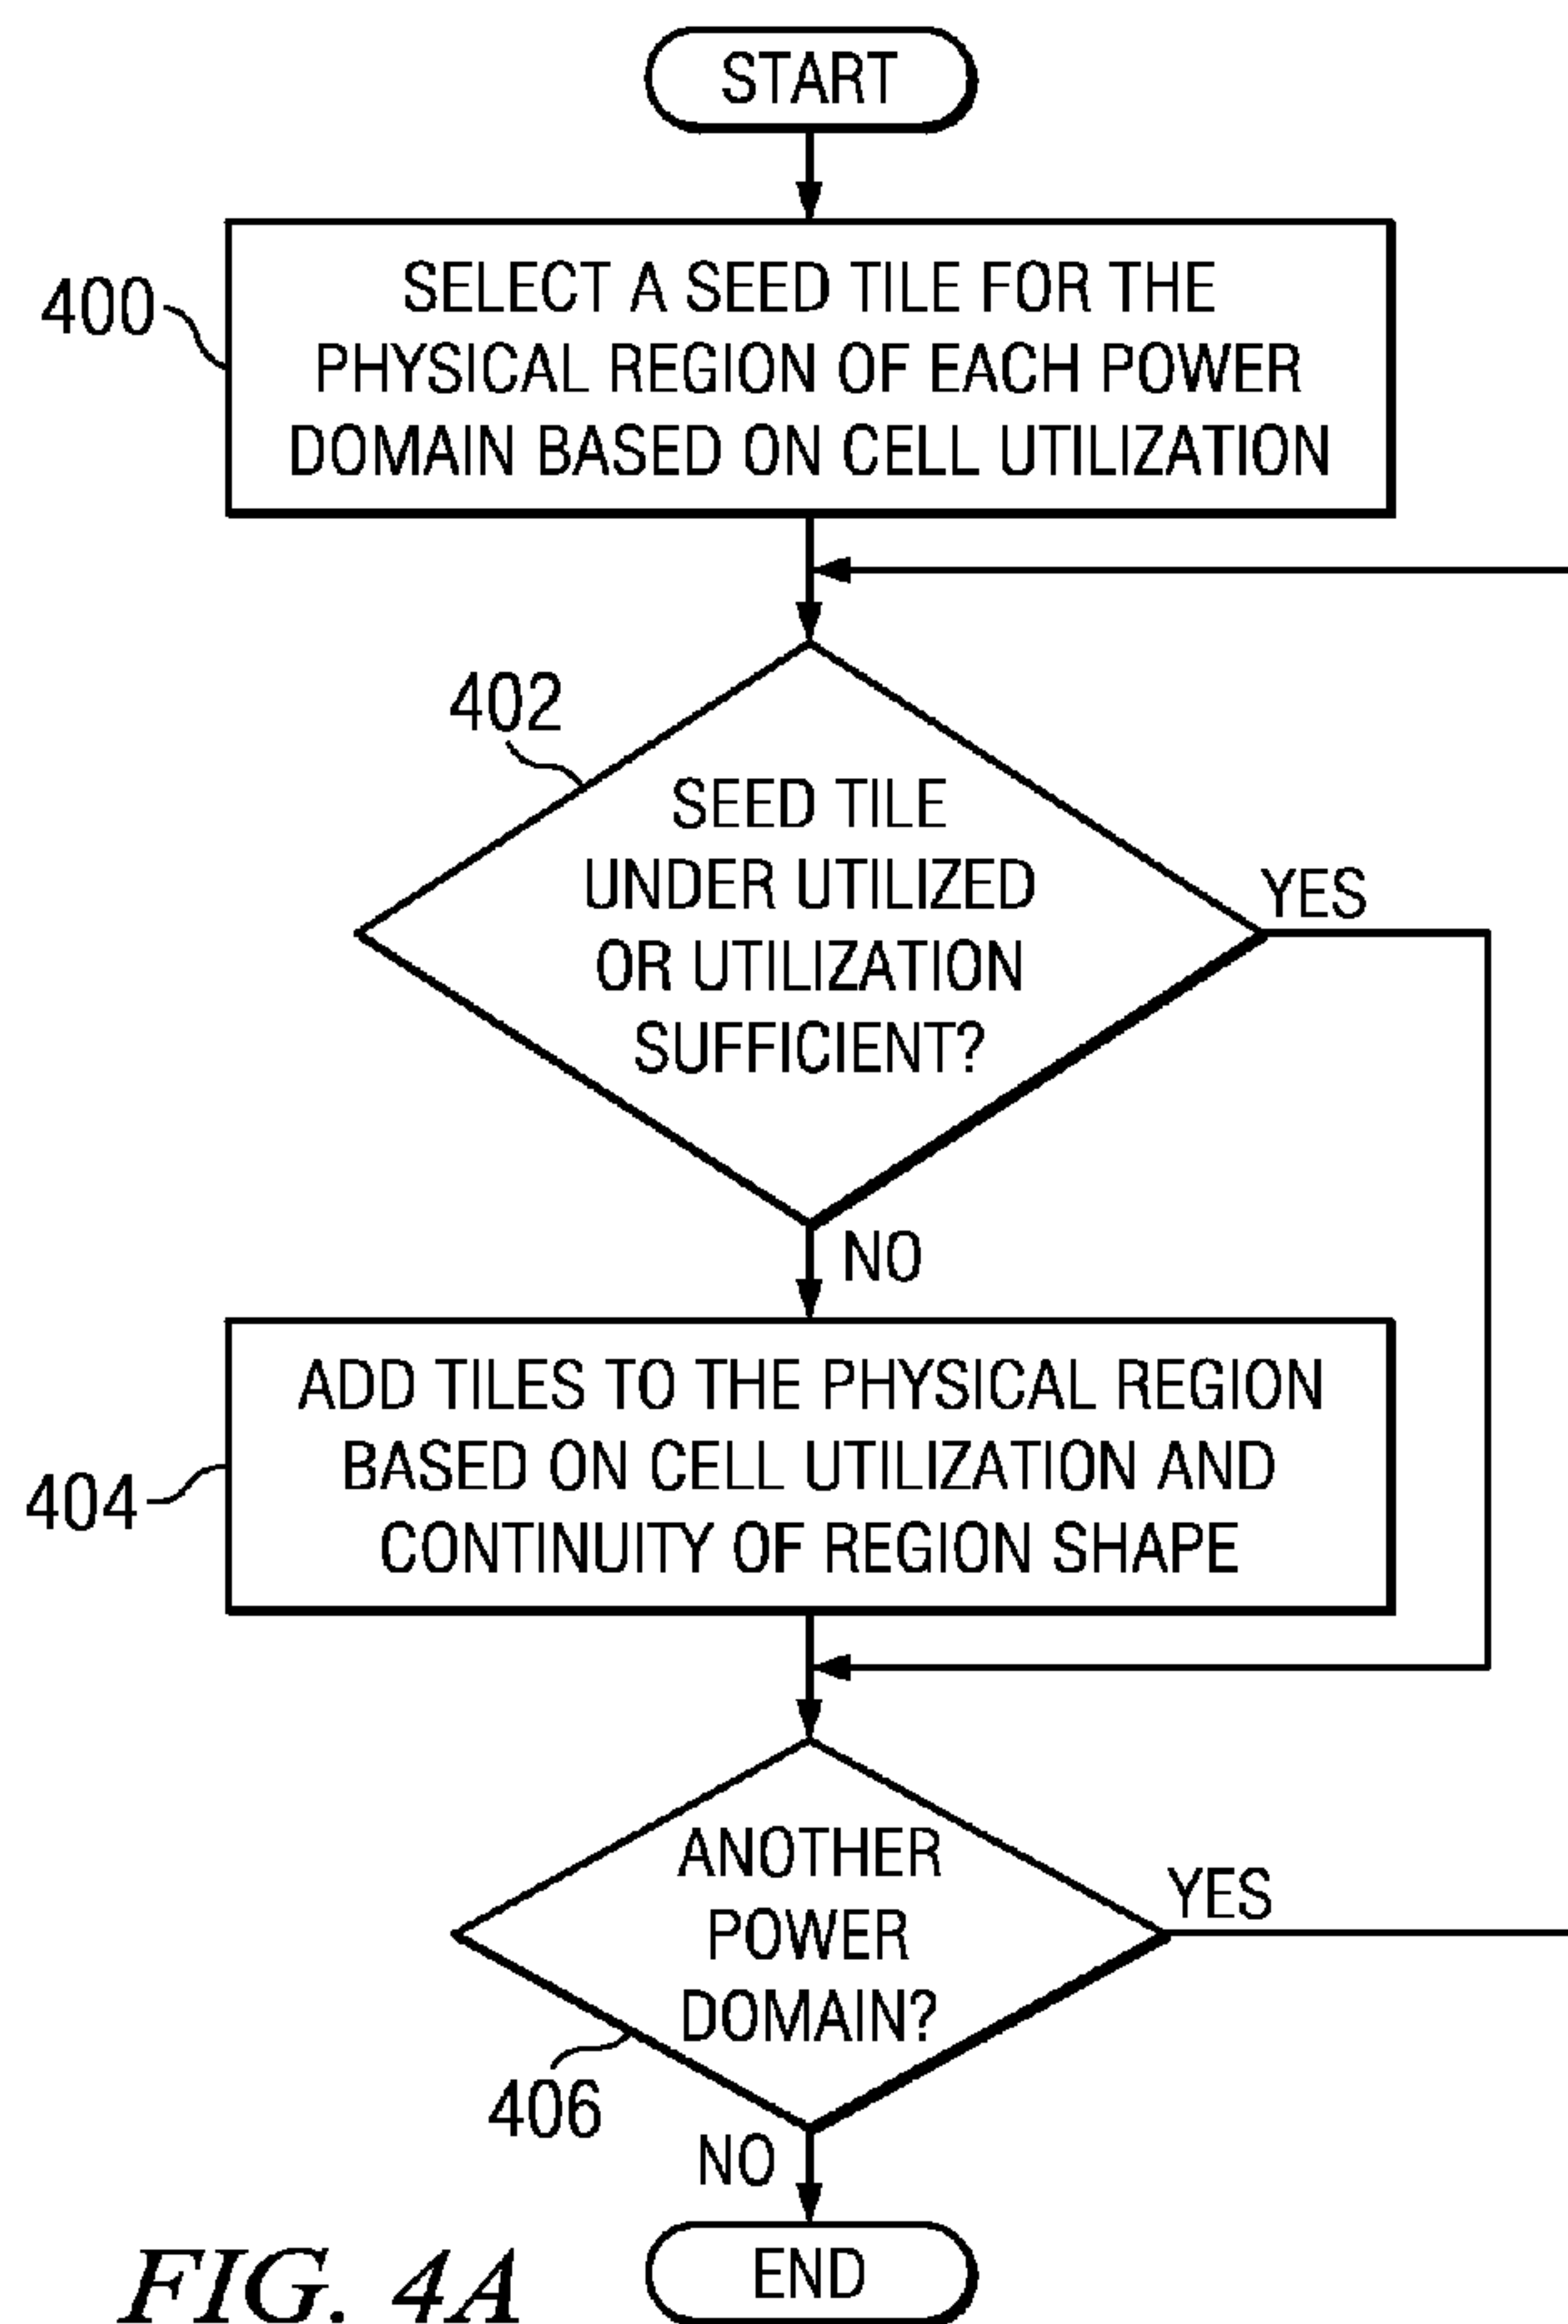 START
400
SELECT A SEED TILE FOR THE
PHYSICAL REGION OF EACH POWER
DOMAIN BASED ON CELL UTILIZATION
402
SEED TILE
UNDER UTILIZED
OR UTILIZATION
SUFFICIENT?
YES
NO
404
ADD TILES TO THE PHYSICAL REGION
BASED ON CELL UTILIZATION AND
CONTINUITY OF REGION SHAPE
ANOTHER
POWER
DOMAIN?
YES
406
NO
END
FIG. 4A